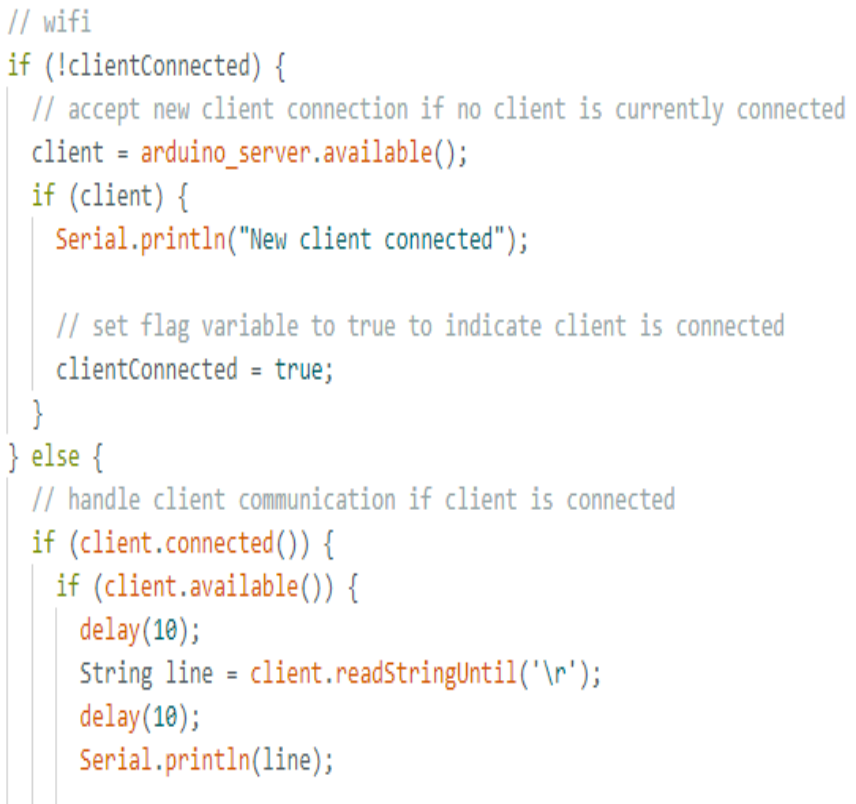 // wifi
if (!clientConnected) {
// accept new client connection if no client is currently connected
client = arduino_server.available();
if (client) {
Serial.println("New client connected");
// set flag variable to true to indicate client is connected
clientConnected = true;
}
} else {
// handle client communication if client is connected
if (client.connected()) {
if (client.available()) {
delay(10);
String line = client.readStringUntil('\r');
delay(10);
Serial.println(line);